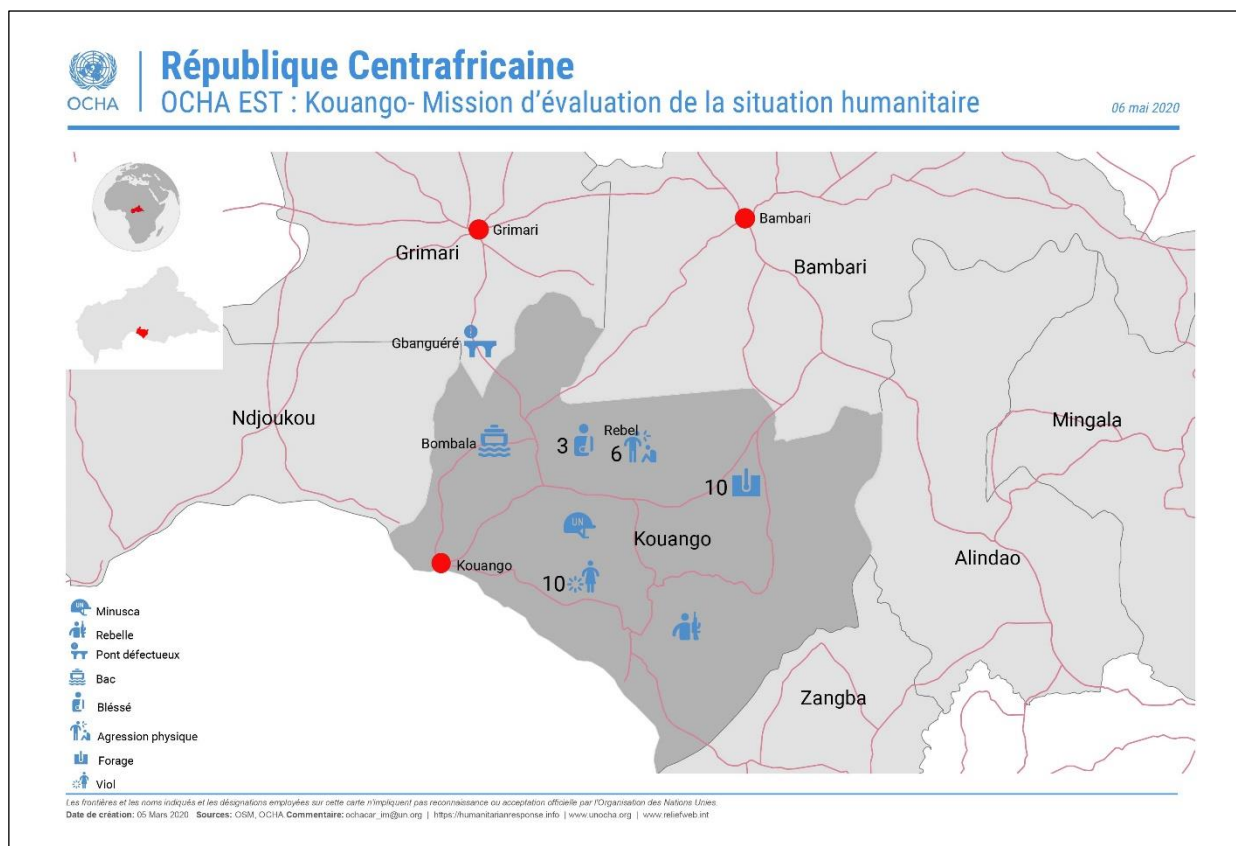 OCHA
République Centrafricaine
OCHA EST : Kouango- Mission d’évaluation de la situation humanitaire
06 mai 2020
Grimari
Grimari
Bambari
Bambari
Gbanguéré
Ndjoukou
Mingala
Bombala
3
Rebel
6
10
UN
Kouango
Kouango
10
Alindao
Zangba
UN Minusca
Rebelle
Pont défectueux
Bac
Bléssé
Agression physique
Forage
Viol
Les frontières et les noms indiqués et les désignations employées sur cette carte n'impliquent pas reconnaissance ou acceptation officielle par l'Organisation des Nations Unies.
Date de création: 05 Mars 2020 Sources: OSM, OCHA Commentaire: ochacar_im@un.org | https://humanitarianresponse.info | www.unocha.org | www.reliefweb.int